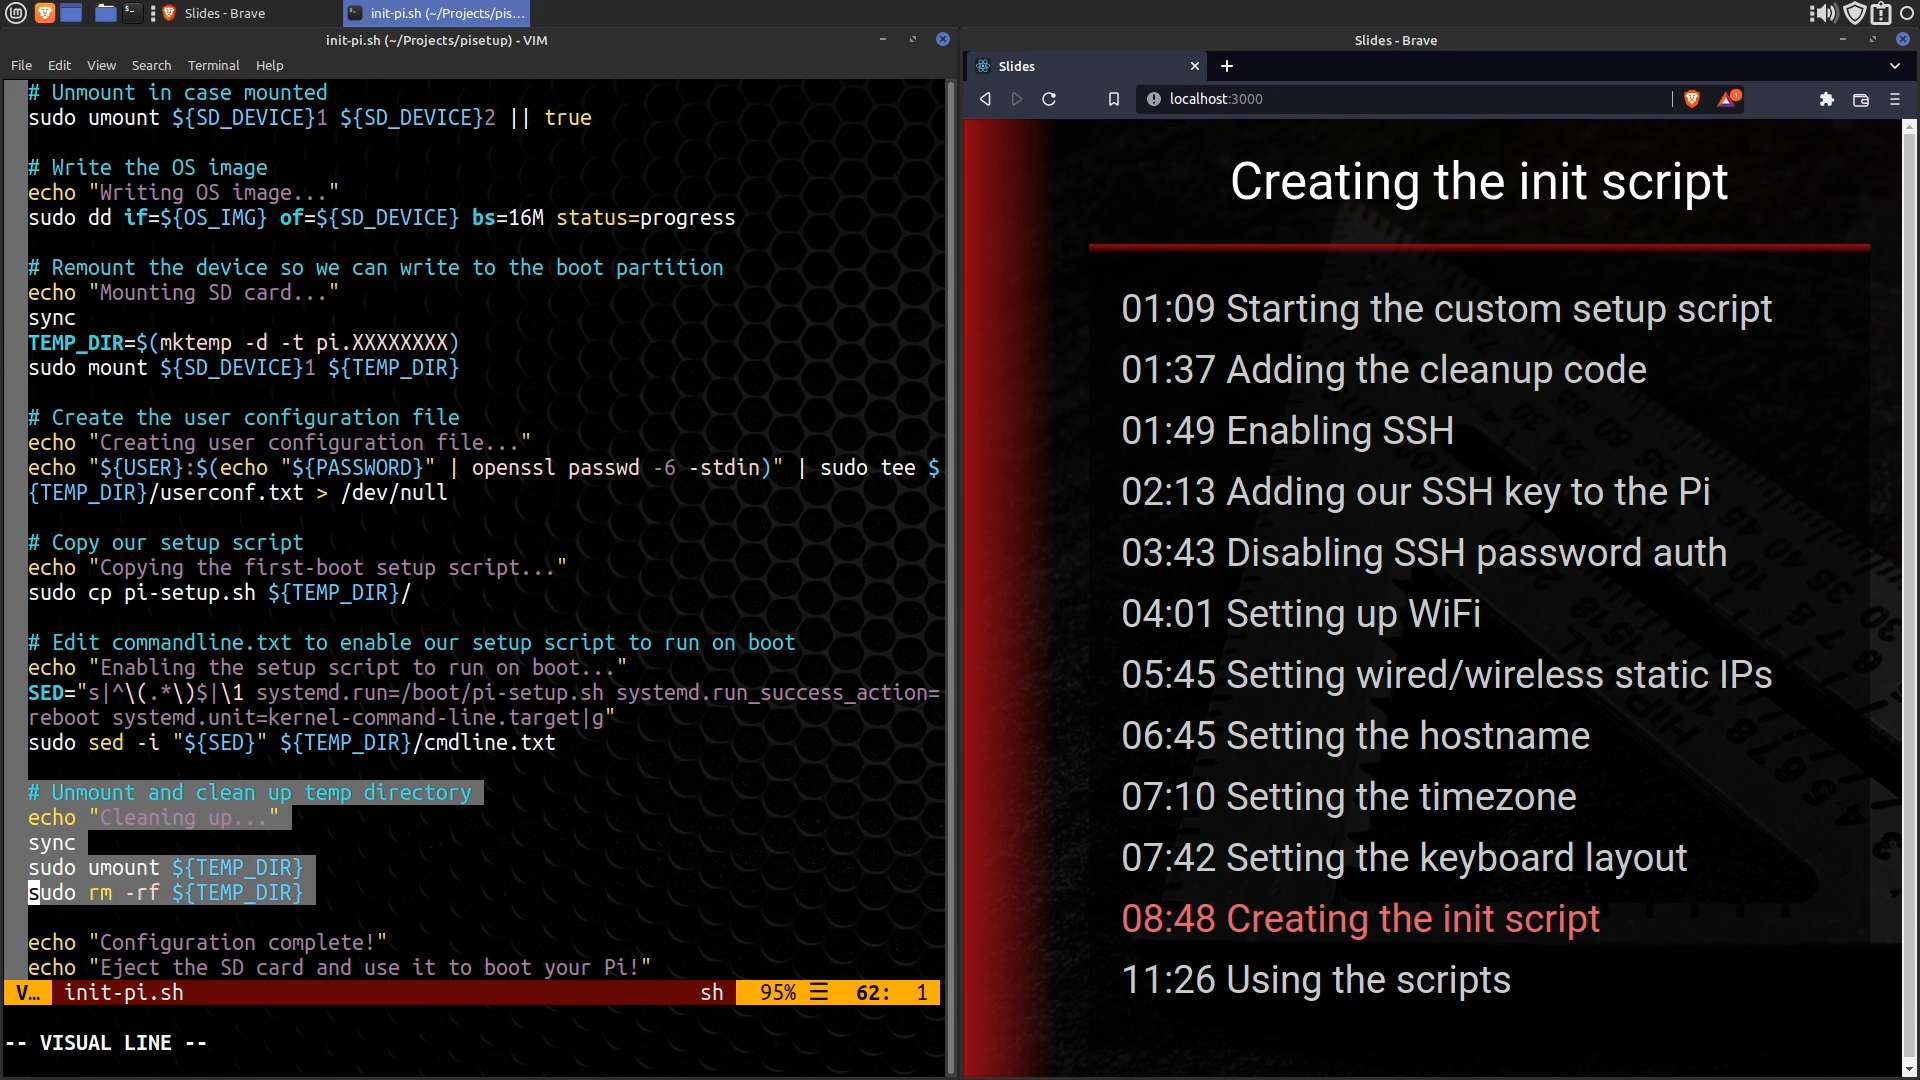 Slides - Brave
init-pi.sh (~/Projects/pis...
init-pi.sh (~/Projects/pisetup) - VIM
File Edit View Search Terminal Help
# Unmount in case mounted
sudo umount ${SD_DEVICE}1 ${SD_DEVICE}2 || true
# Write the OS image
echo "Writing OS image..."
sudo dd if=${OS_IMG} of=${SD_DEVICE} bs=16M status=progress
# Remount the device so we can write to the boot partition
echo "Mounting SD card..."
sync
TEMP_DIR=$(mktemp -d -t pi.XXXXXXXX)
sudo mount ${SD_DEVICE}1 ${TEMP_DIR}
# Create the user configuration file
echo "Creating user configuration file..."
echo "${USER}:$(echo "${PASSWORD}" | openssl passwd -6 -stdin)" | sudo tee $
{TEMP_DIR}/userconf.txt > /dev/null
# Copy our setup script
echo "Copying the first-boot setup script..."
sudo cp pi-setup.sh ${TEMP_DIR}/
# Edit commandline.txt to enable our setup script to run on boot
echo "Enabling the setup script to run on boot..."
SED="s|^\(.*\)$|\1 systemd.run=/boot/pi-setup.sh systemd.run_success_action=
reboot systemd.unit=kernel-command-line.target|g"
sudo sed -i "${SED}" ${TEMP_DIR}/cmdline.txt
# Unmount and clean up temp directory
echo "Cleaning up..."
sync
sudo umount ${TEMP_DIR}
sudo rm -rf ${TEMP_DIR}
echo "Configuration complete!"
echo "Eject the SD card and use it to boot your Pi!"
V... init-pi.sh sh 95% ☰ 62: 1
-- VISUAL LINE --
Slides - Brave
Slides
localhost:3000
1
Creating the init script
01:09 Starting the custom setup script
01:37 Adding the cleanup code
01:49 Enabling SSH
02:13 Adding our SSH key to the Pi
03:43 Disabling SSH password auth
04:01 Setting up WiFi
05:45 Setting wired/wireless static IPs
06:45 Setting the hostname
07:10 Setting the timezone
07:42 Setting the keyboard layout
08:48 Creating the init script
11:26 Using the scripts